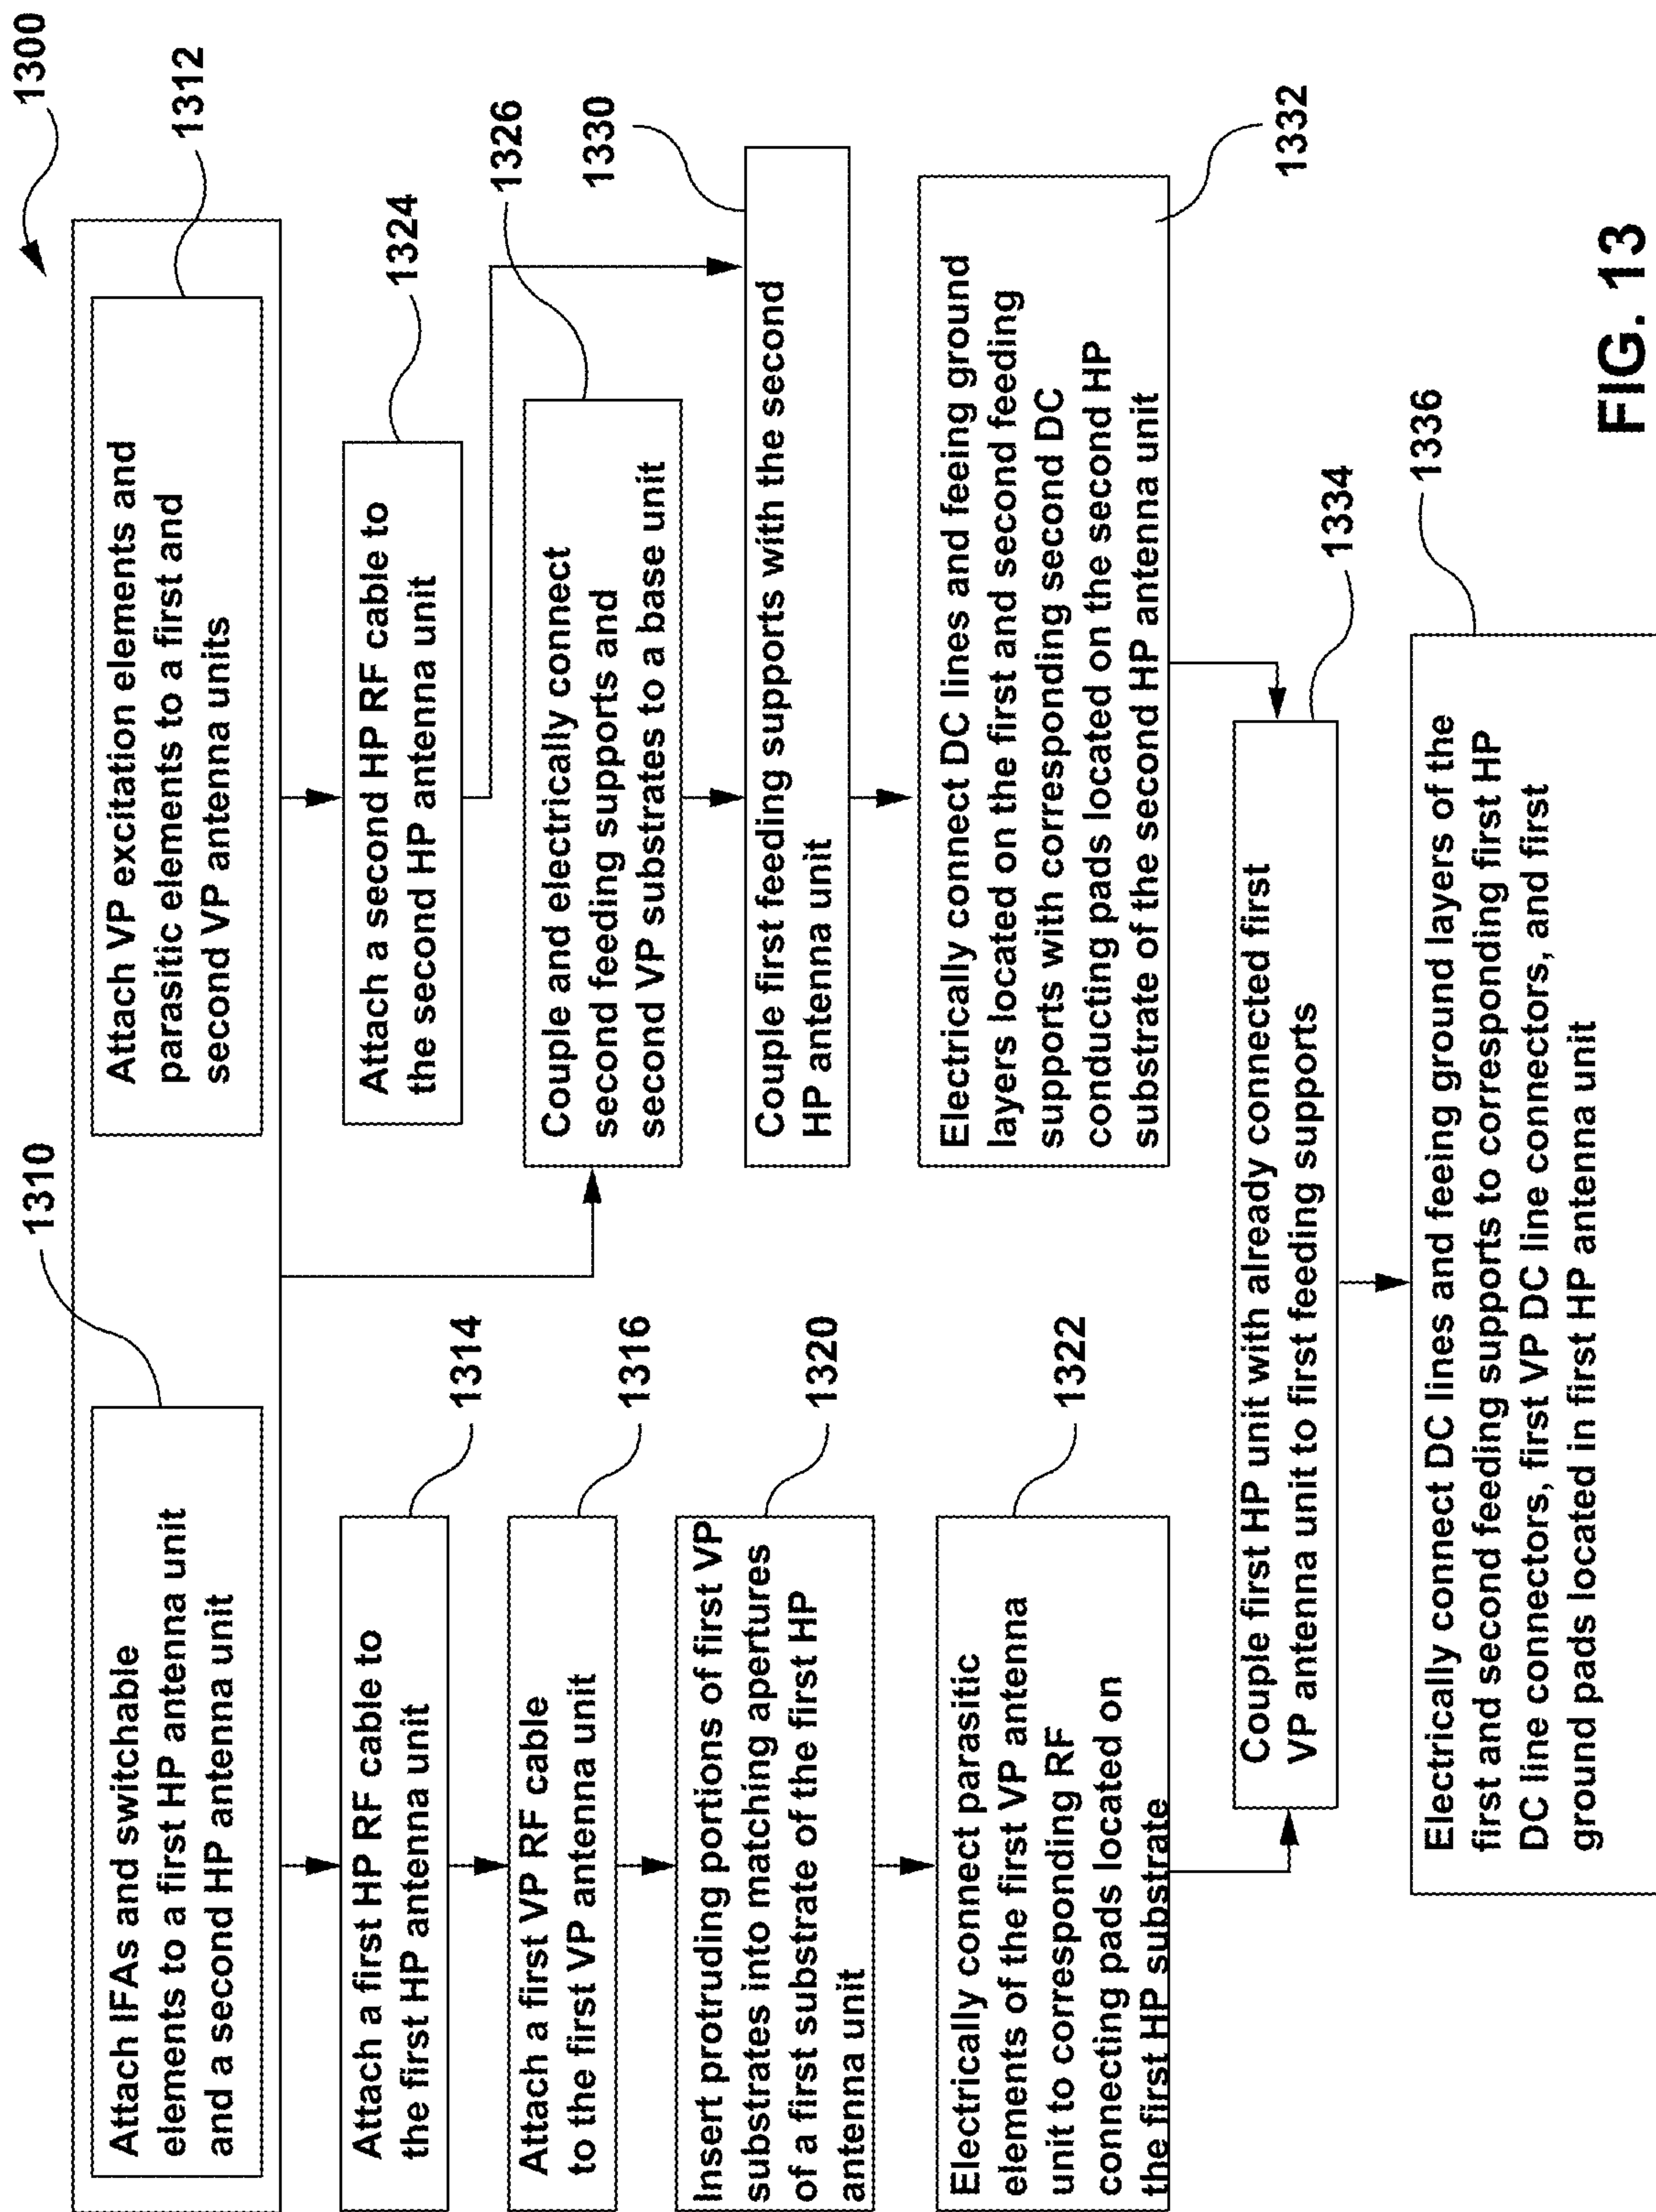 1300
1310
Attach IFAs and switchable
elements to a first HP antenna unit
and a second HP antenna unit
1312
Attach VP excitation elements and
parasitic elements to a first and
second VP antenna units
1314
Attach a first HP RF cable to
the first HP antenna unit
1316
Attach a first VP RF cable
to the first VP antenna unit
1320
Insert protruding portions of first VP
substrates into matching apertures
of a first substrate of the first HP
antenna unit
1322
Electrically connect parasitic
elements of the first VP antenna
unit to corresponding RF
connecting pads located on
the first HP substrate
1324
Attach a second HP RF cable to
the second HP antenna unit
1326
Couple and electrically connect
second feeding supports and
second VP substrates to a base unit
1330
Couple first feeding supports with the second
HP antenna unit
1332
Electrically connect DC lines and feeing ground
layers located on the first and second feeding
supports with corresponding second DC
conducting pads located on the second HP
substrate of the second HP antenna unit
1334
Couple first HP unit with already connected first
VP antenna unit to first feeding supports
1336
Electrically connect DC lines and feeing ground layers of the
first and second feeding supports to corresponding first HP
DC line connectors, first VP DC line connectors, and first
ground pads located in first HP antenna unit
FIG. 13